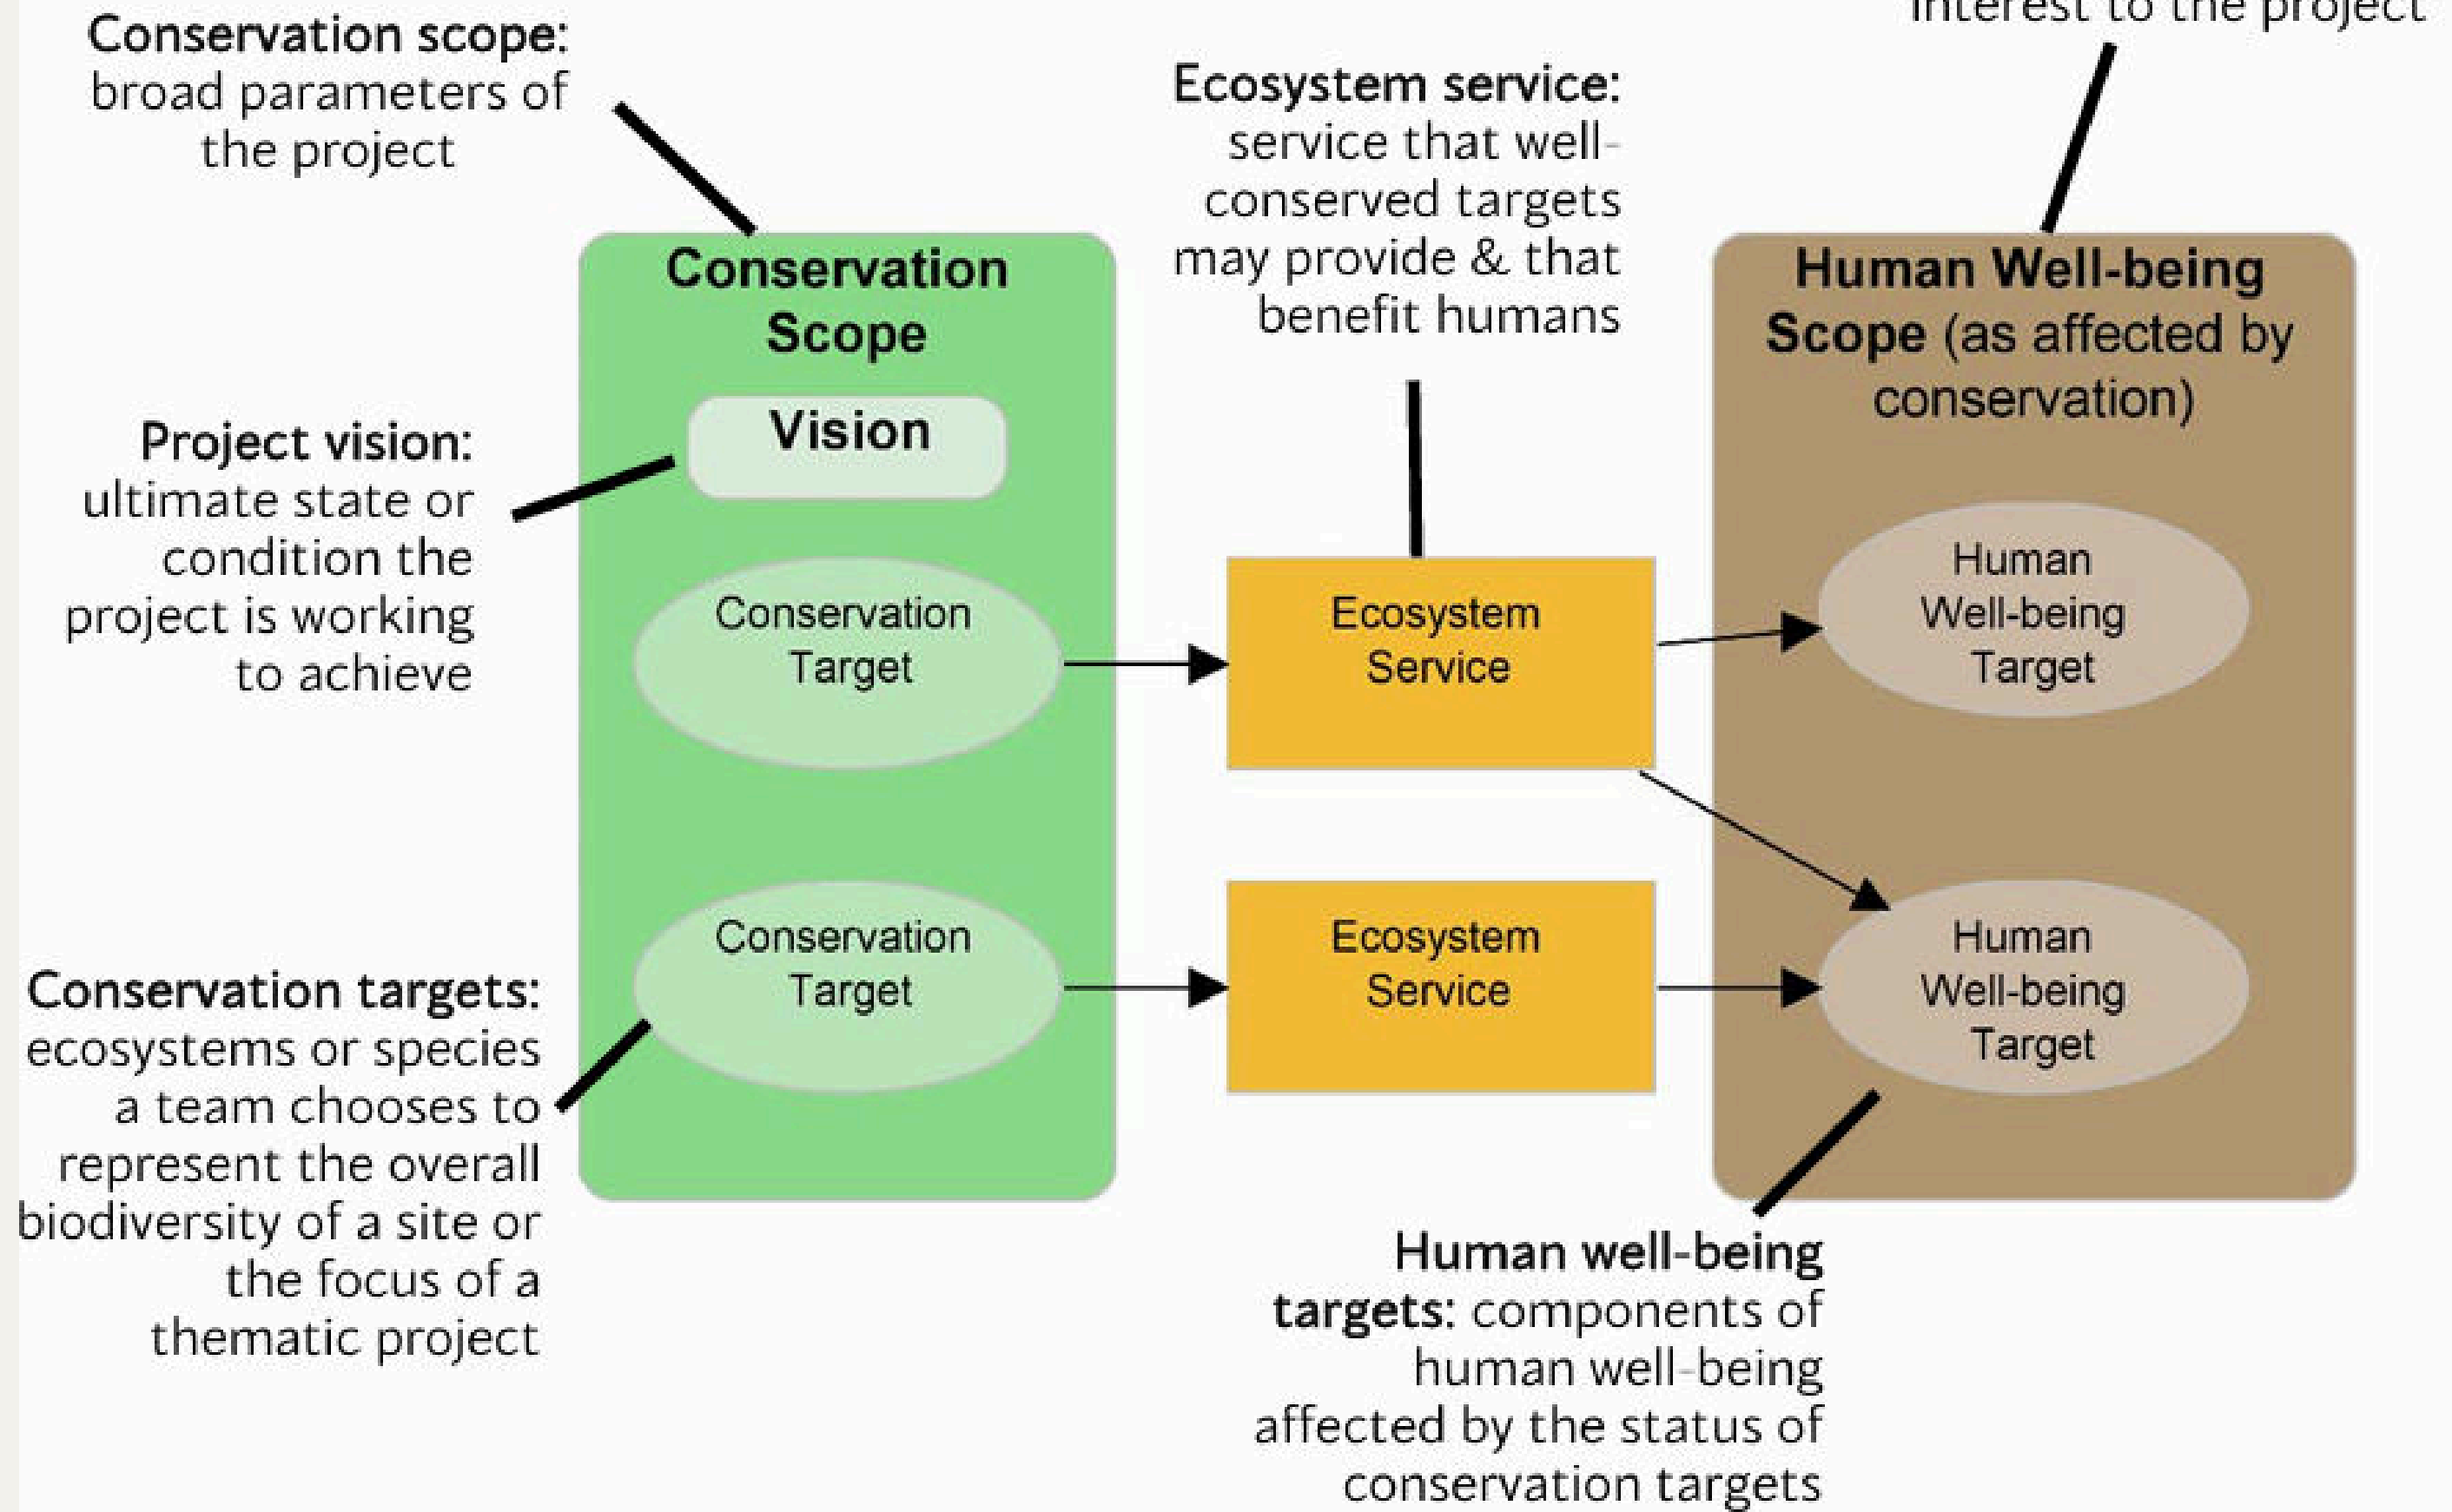 Conservation scope:
broad parameters of
the project
interest to the project
Ecosystem service:
service that well-
conserved targets
may provide & that
benefit humans
Conservation
Scope
Vision
Human Well-being
Scope (as affected by
conservation)
Project vision:
ultimate state or
condition the
project is working
to achieve
Conservation
Target
Ecosystem
Service
Human
Well-being
Target
Conservation
Target
Ecosystem
Service
Human
Well-being
Target
Conservation targets:
ecosystems or species
a team chooses to
represent the overall
biodiversity of a site or
the focus of a
thematic project
Human well-being
targets: components of
human well-being
affected by the status of
conservation targets